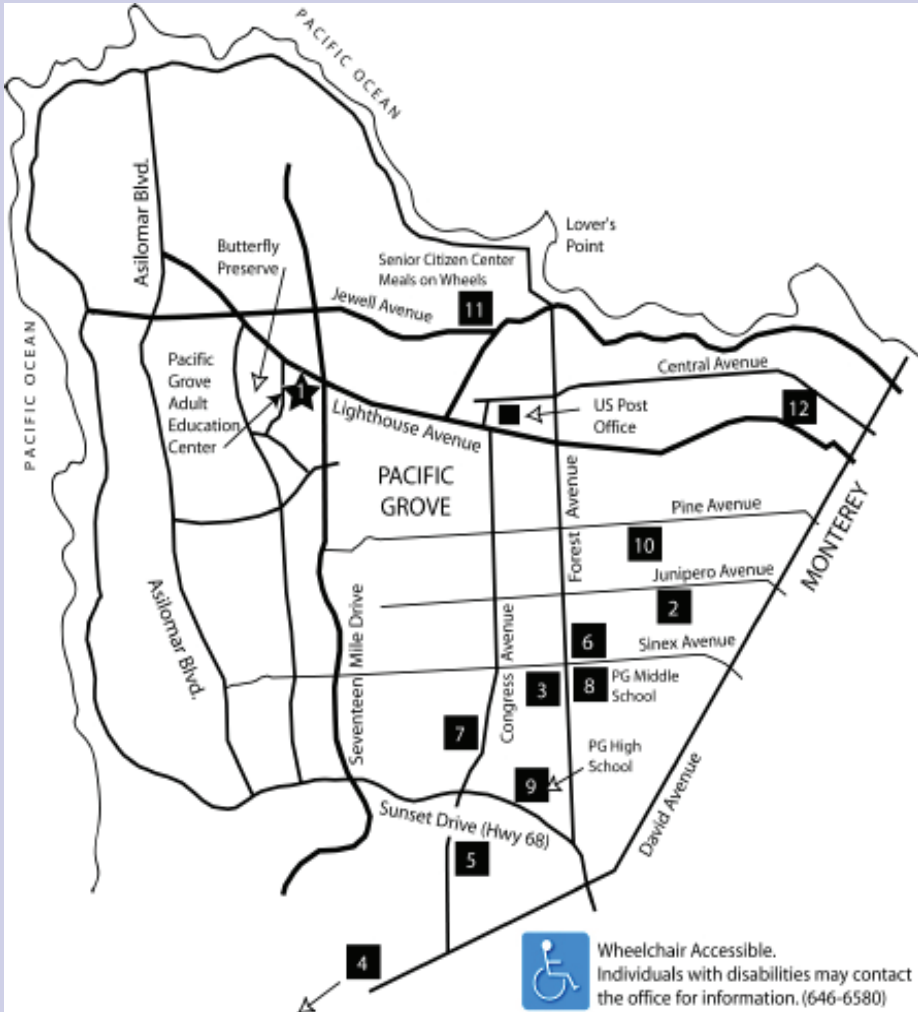 PACIFIC OCEAN
PACIFIC OCEAN
Asilomar Blvd.
Butterfly
Preserve
Lover's
Point
Senior Citizen Center
Meals on Wheels
11
Jewell Avenue
Pacific
Grove
Adult
Education
Center
1
Lighthouse Avenue
Central Avenue
US Post
Office
12
PACIFIC
GROVE
Forest Avenue
Pine Avenue
10
MONTEREY
Junipero Avenue
2
Asilomar Blvd.
Seventeen Mile Drive
Congress Avenue
6
Sinex Avenue
3
8
PG Middle
School
7
PG High
School
9
Sunset Drive (Hwy 68)
David Avenue
5
4
Wheelchair Accessible.
Individuals with disabilities may contact
the office for information. (646-6580)